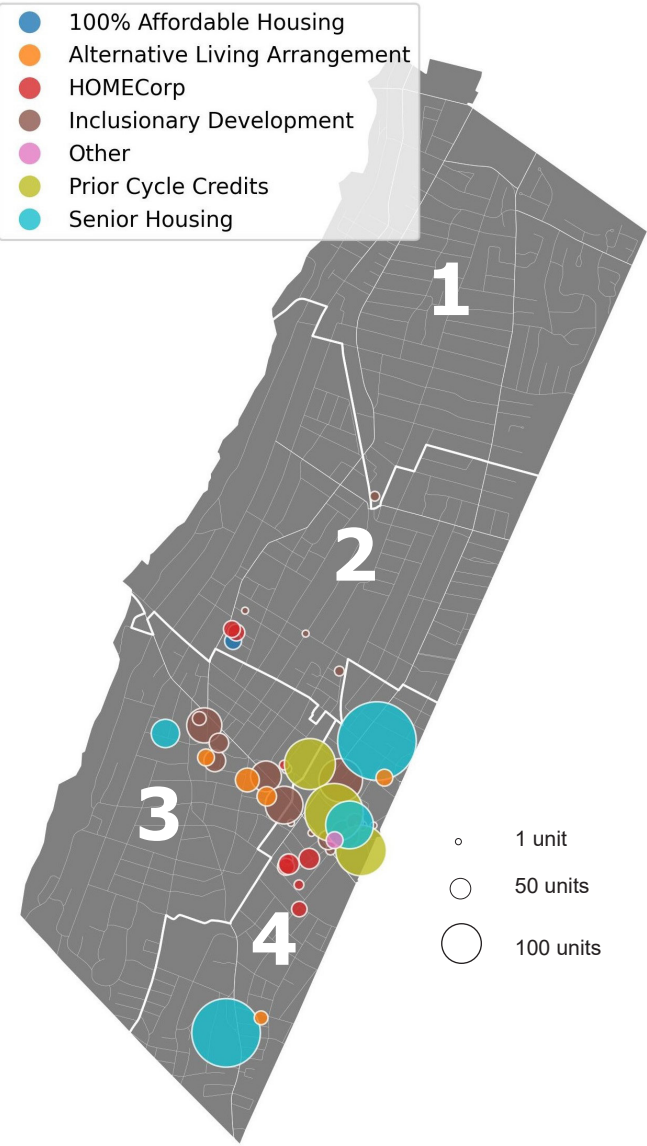 100% Affordable Housing
Alternative Living Arrangement
HOMECorp
Inclusionary Development
Other
Prior Cycle Credits
Senior Housing
1
2
3
4
1 unit
50 units
100 units